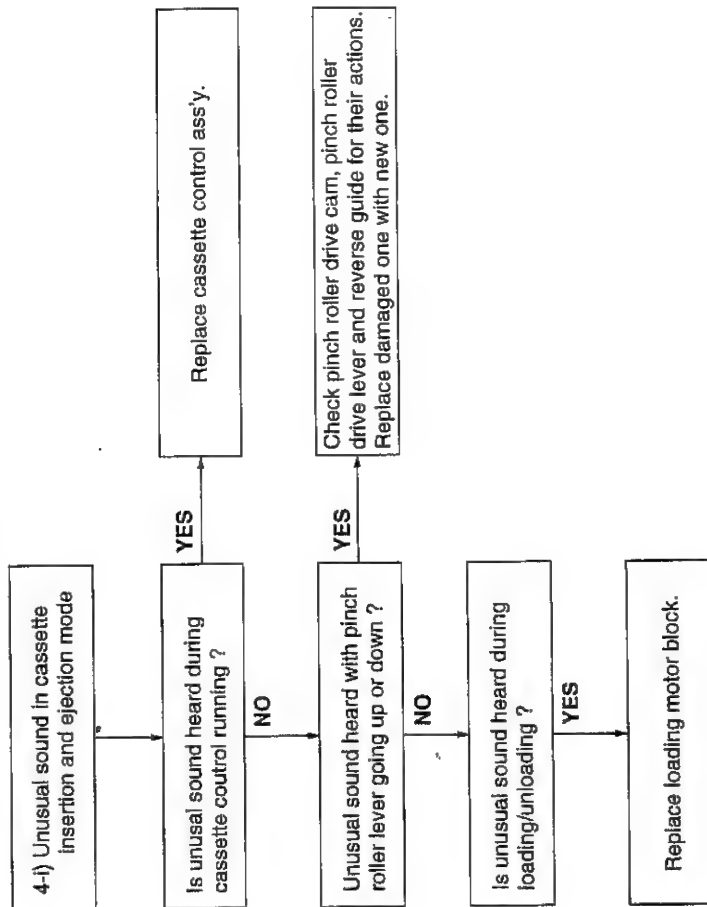 4-i) Unusual sound in cassette
insertion and ejection mode
Is unusal sound heard during
cassette coutrol running ?
YES
Replace cassette control ass'y.
NO
Unusual sound heard with pinch
roller lever going up or down ?
YES
Check pinch roller drive cam, pinch roller
drive lever and reverse guide for their actions.
Replace damaged one with new one.
NO
Is unusual sound heard during
loading/unloading ?
YES
Replace loading motor block.